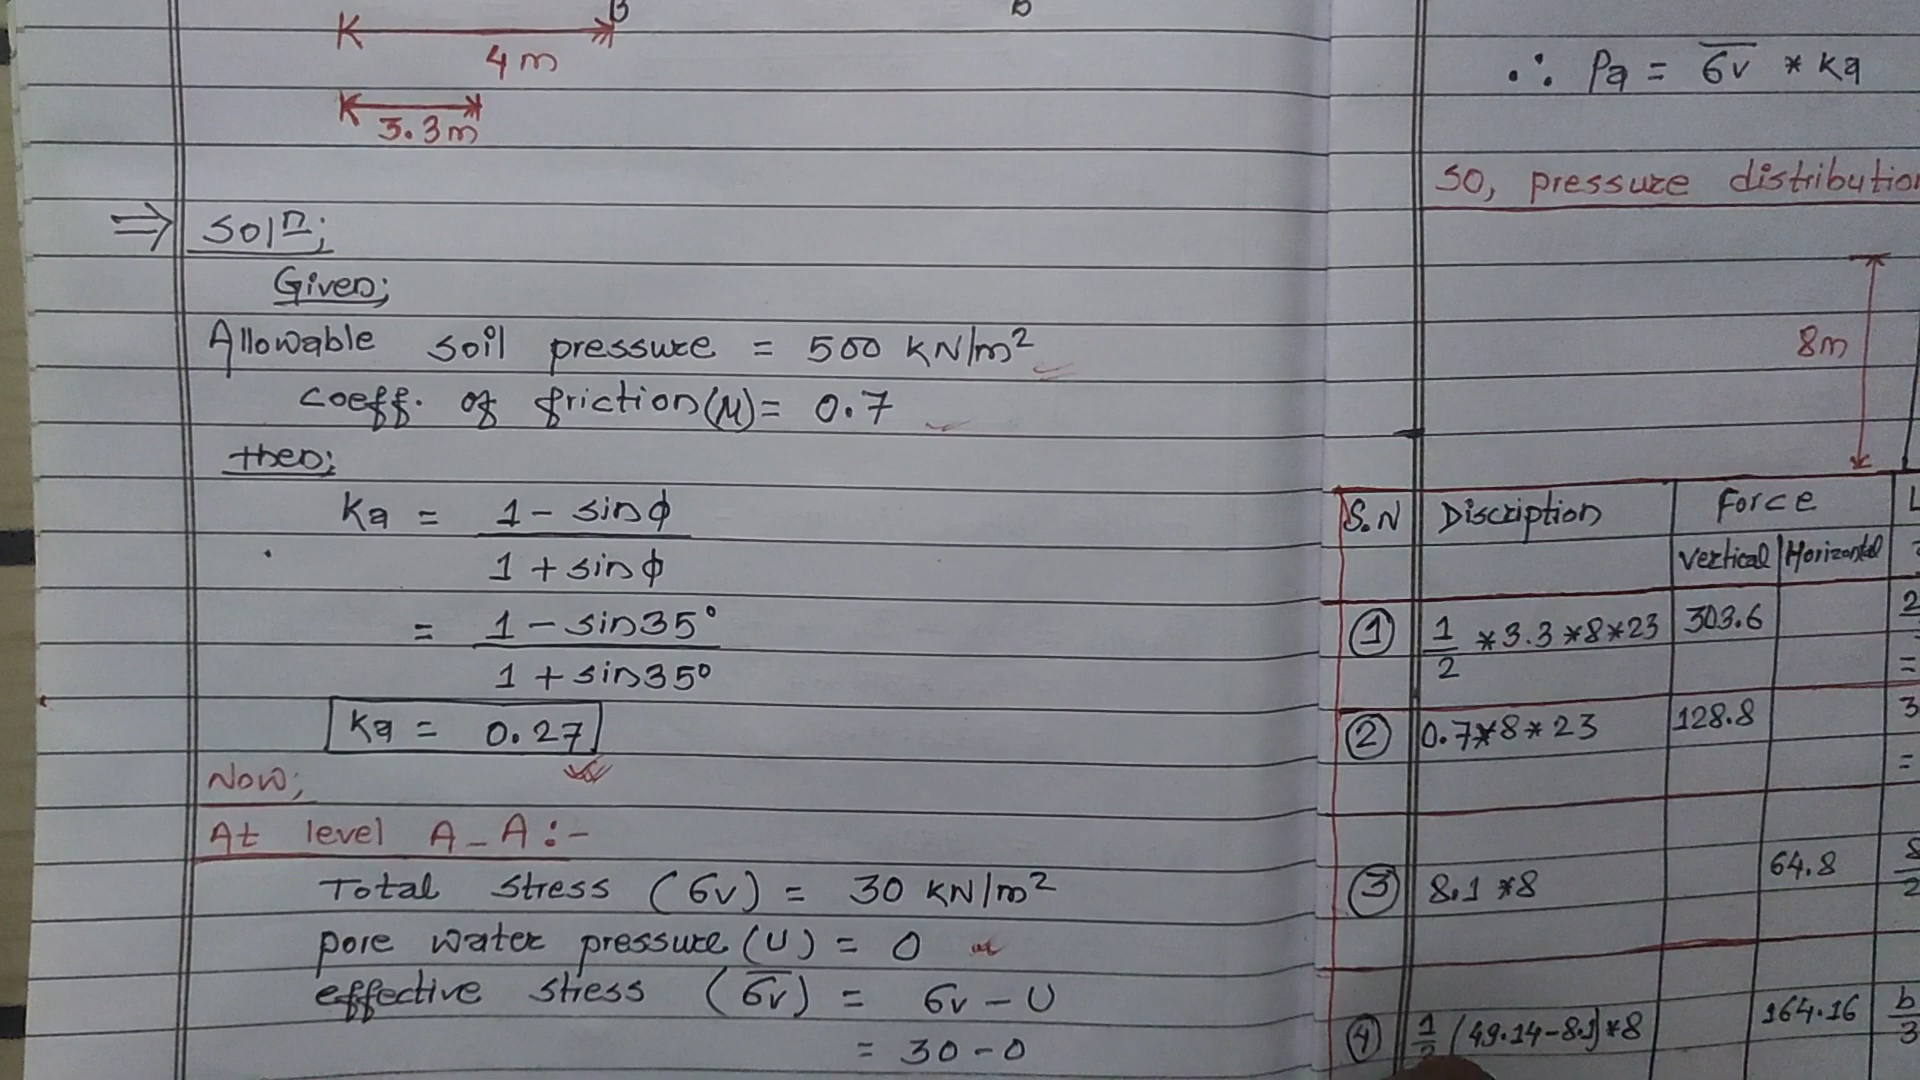 B
4 m
3.3 m
⇒ Solⁿ;
Given;
Allowable soil pressure = 500 KN/m²
coeff. of friction (μ) = 0.7
then;
Ka = 1 - sinϕ
1 + sinϕ
= 1 - sin35°
1 + sin35°
Ka = 0.27
Now;
At level A-A :-
Total stress (σv) = 30 KN/m²
pore water pressure (U) = 0
effective stress (σ̅v) = σv - U
= 30 - 0
B
∴ Pa = σ̅v * ka
so, pressure distribution
8m
S.N Discription Force
Vertical Horizontal
① 1/2 *3.3*8*23 303.6
② 0.7*8*23 128.8
③ 8.1*8 64.8
④ 1/2 (49.14-8.1)*8 164.16 b/3